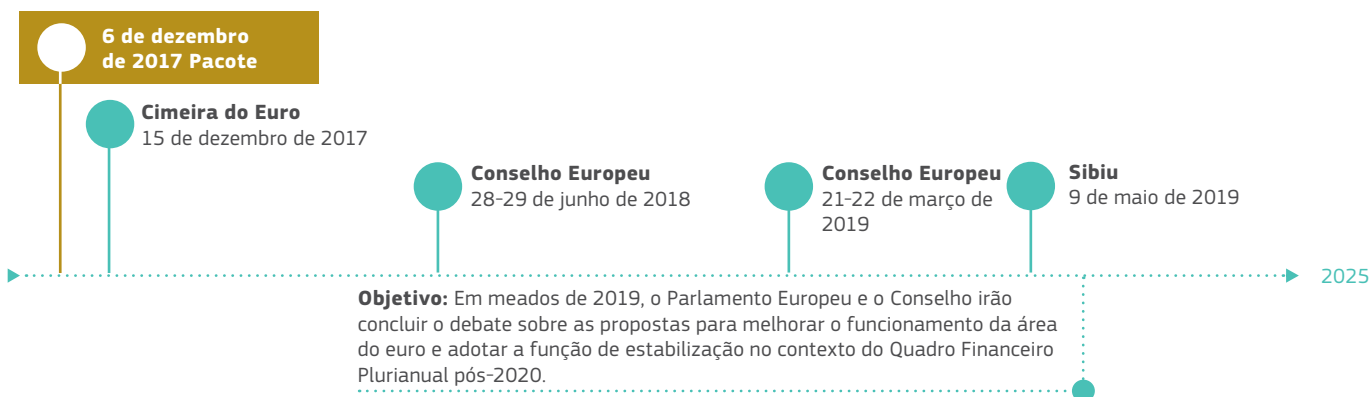 6 de dezembro
de 2017 Pacote
Cimeira do Euro
15 de dezembro de 2017
Conselho Europeu
28-29 de junho de 2018
Conselho Europeu
21-22 de março de
2019
Sibiu
9 de maio de 2019
2025
Objetivo: Em meados de 2019, o Parlamento Europeu e o Conselho irão
concluir o debate sobre as propostas para melhorar o funcionamento da área
do euro e adotar a função de estabilização no contexto do Quadro Financeiro
Plurianual pós-2020.